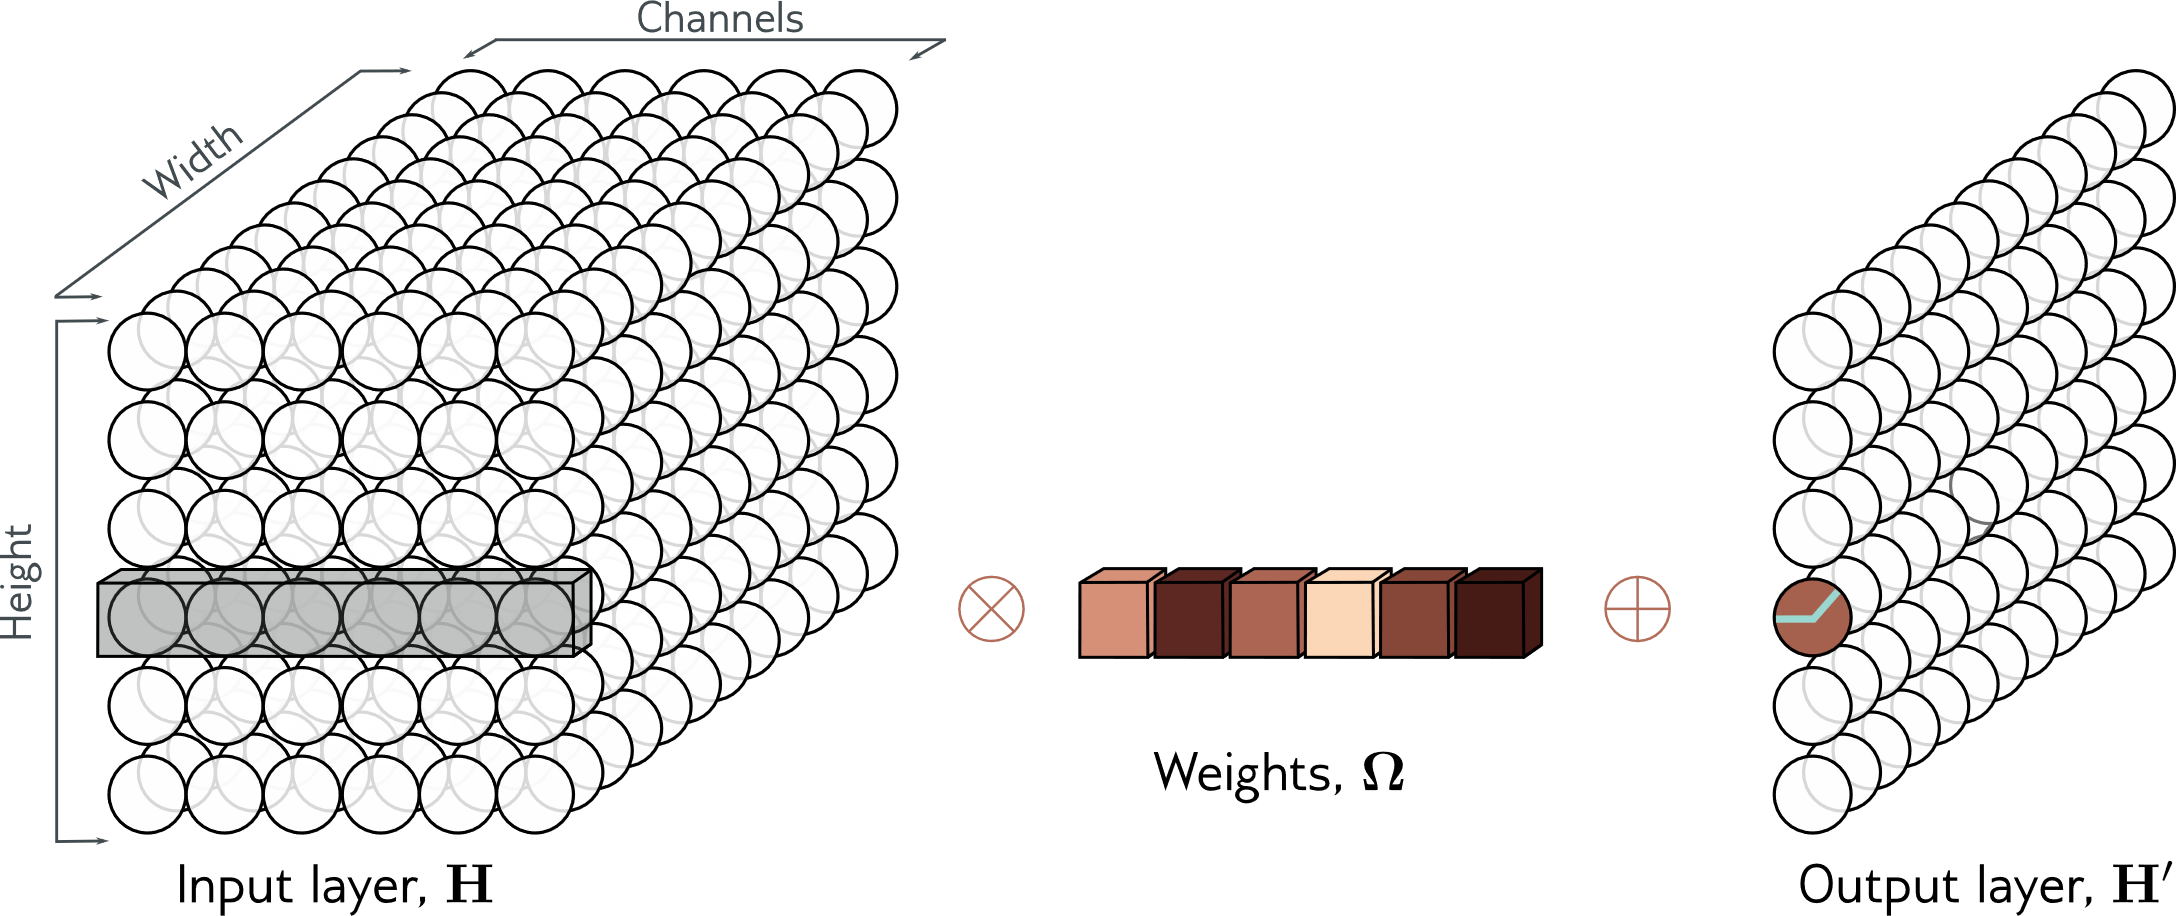 Channels
Width
Height
Weights, Ω
Input layer, H
Output layer, H′